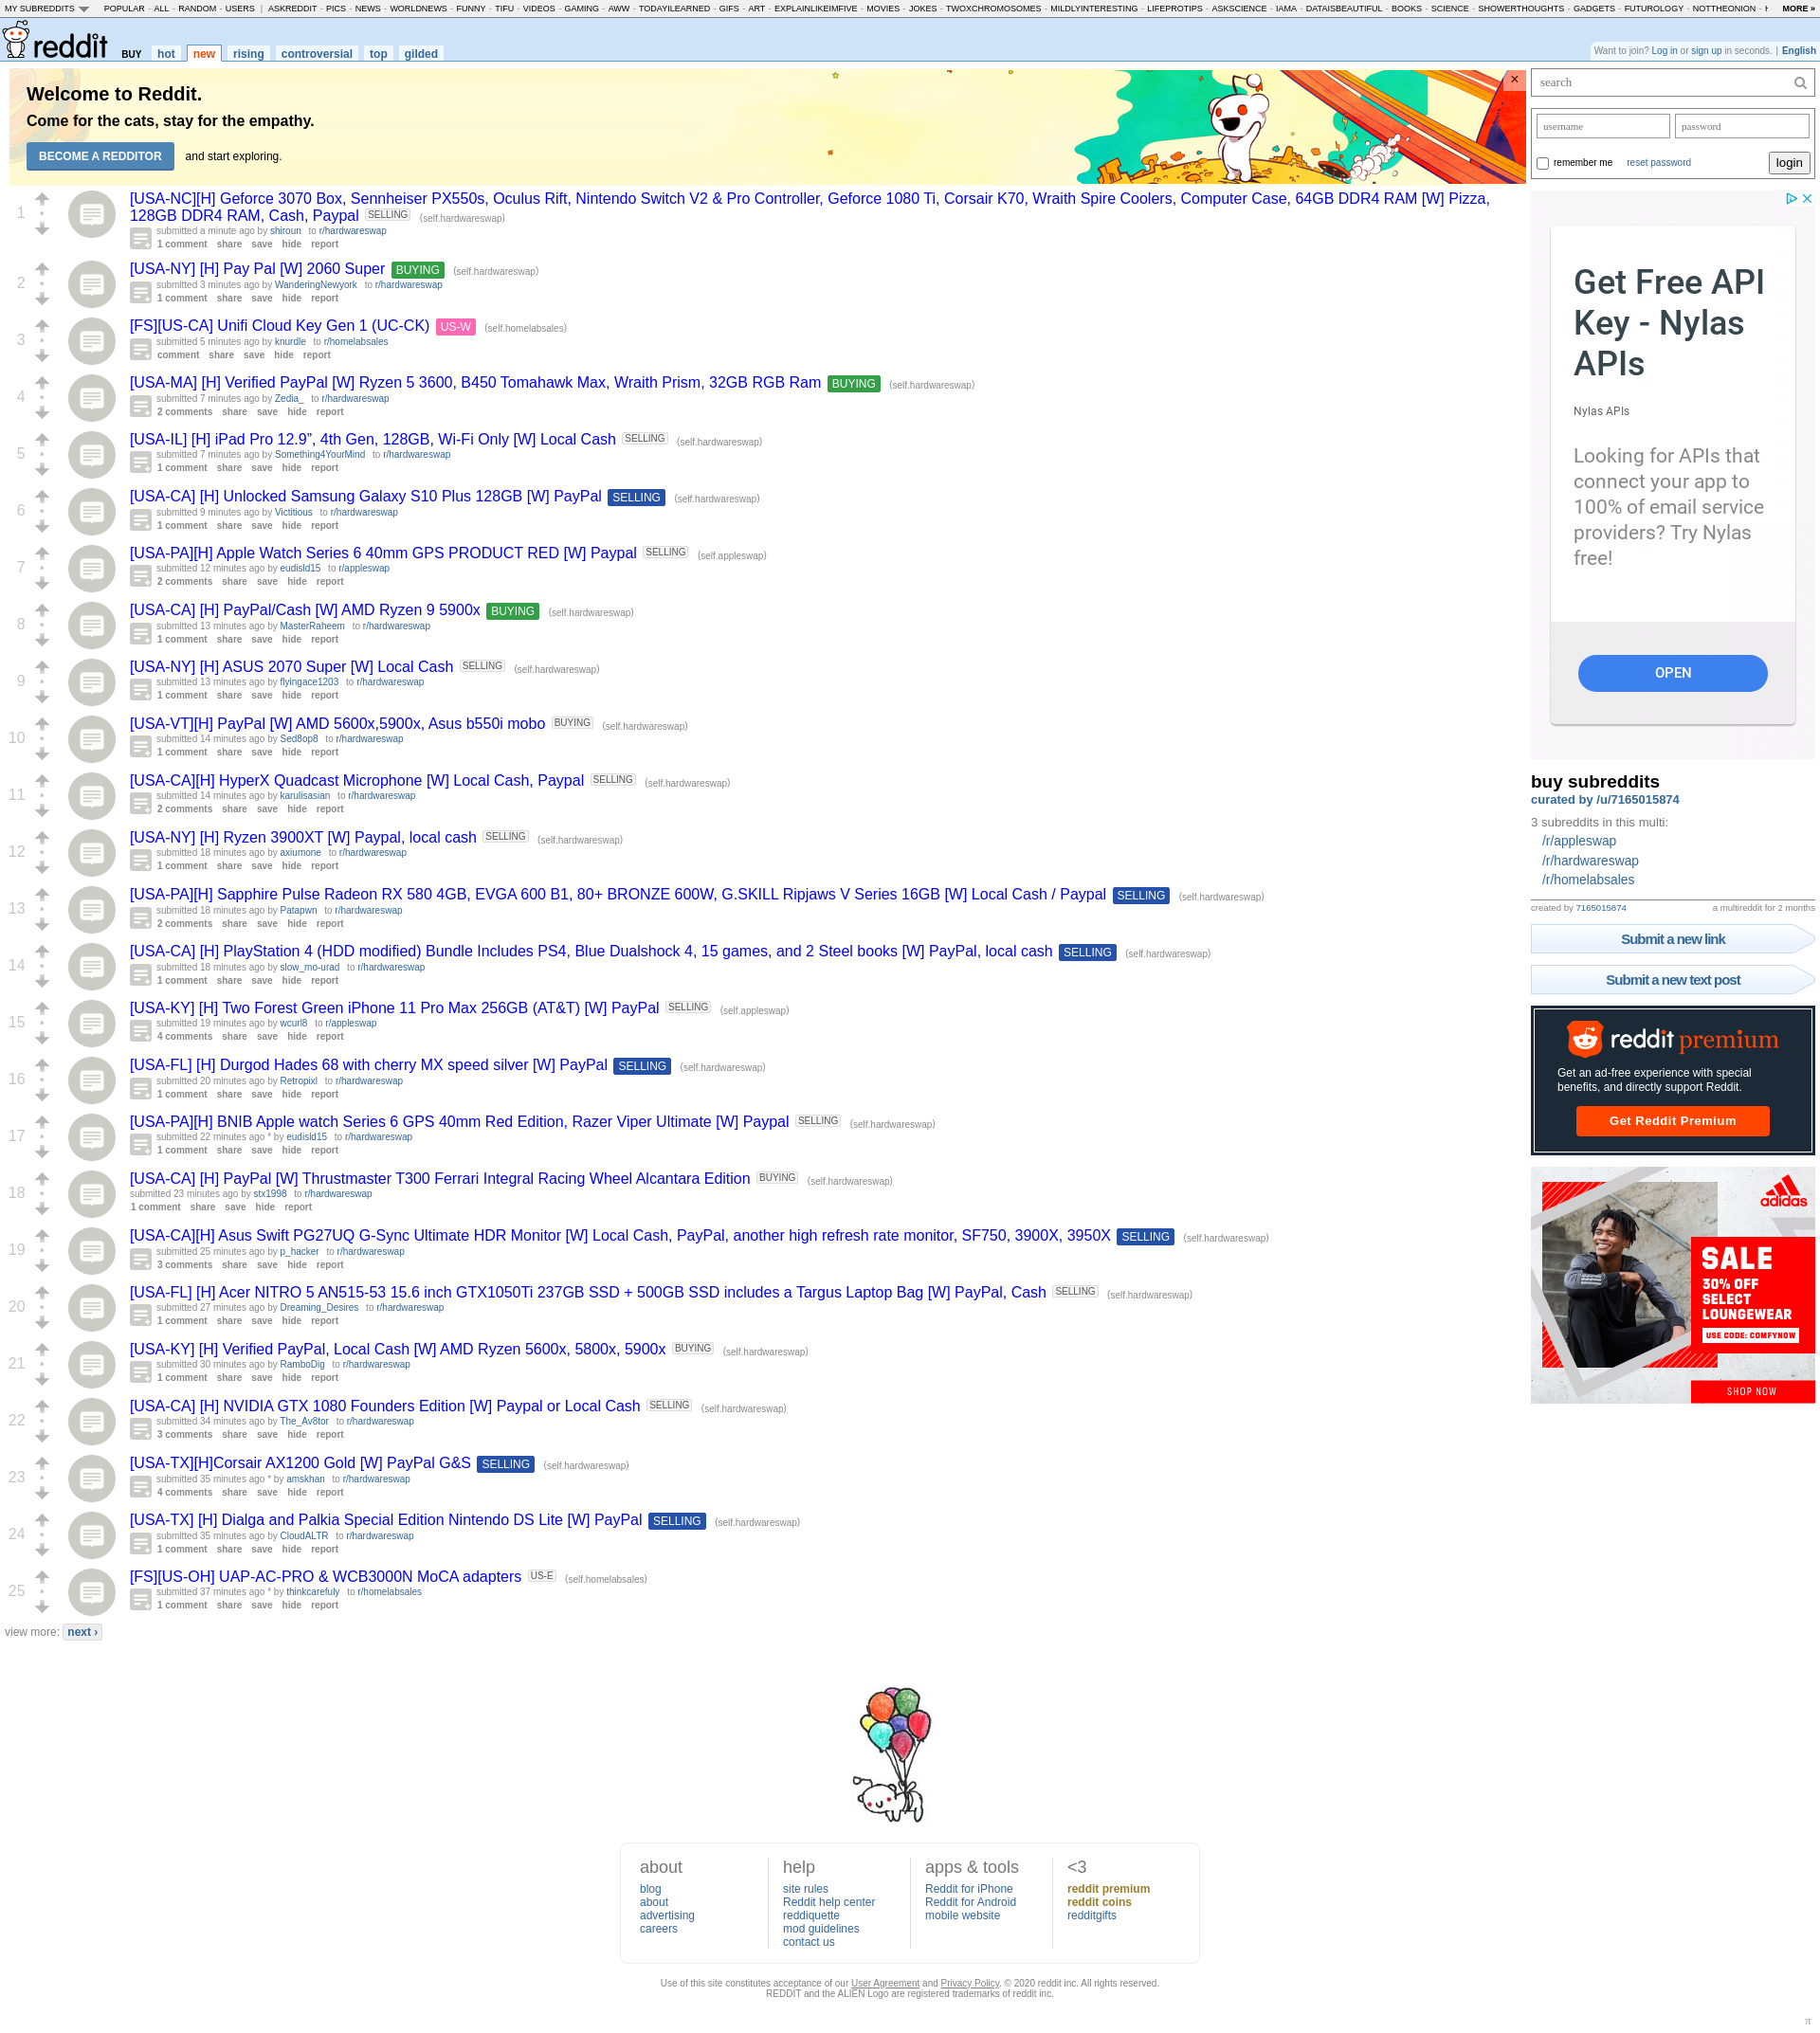 MY SUBREDDITS POPULAR - ALL - RANDOM - USERS | ASKREDDIT - PICS - NEWS - WORLDNEWS - FUNNY - TIFU - VIDEOS - GAMING - AWW - TODAYILEARNED - GIFS - ART - EXPLAINLIKEIMFIVE - MOVIES - JOKES - TWOXCHROMOSOMES - MILDLYINTERESTING - LIFEPROTIPS - ASKSCIENCE - IAMA - DATAISBEAUTIFUL - BOOKS - SCIENCE - SHOWERTHOUGHTS - GADGETS - FUTUROLOGY - NOTTHEONION - MORE »
reddit BUY hot new rising controversial top gilded
Want to join? Log in or sign up in seconds. | English
Welcome to Reddit.
Come for the cats, stay for the empathy.
BECOME A REDDITOR and start exploring.
×
1
[USA-NC][H] Geforce 3070 Box, Sennheiser PX550s, Oculus Rift, Nintendo Switch V2 & Pro Controller, Geforce 1080 Ti, Corsair K70, Wraith Spire Coolers, Computer Case, 64GB DDR4 RAM [W] Pizza,
128GB DDR4 RAM, Cash, Paypal SELLING (self.hardwareswap)
submitted a minute ago by shiroun to r/hardwareswap
1 comment share save hide report
2
[USA-NY] [H] Pay Pal [W] 2060 Super BUYING (self.hardwareswap)
submitted 3 minutes ago by WanderingNewyork to r/hardwareswap
1 comment share save hide report
3
[FS][US-CA] Unifi Cloud Key Gen 1 (UC-CK) US-W (self.homelabsales)
submitted 5 minutes ago by knurdle to r/homelabsales
comment share save hide report
4
[USA-MA] [H] Verified PayPal [W] Ryzen 5 3600, B450 Tomahawk Max, Wraith Prism, 32GB RGB Ram BUYING (self.hardwareswap)
submitted 7 minutes ago by Zedia_ to r/hardwareswap
2 comments share save hide report
5
[USA-IL] [H] iPad Pro 12.9”, 4th Gen, 128GB, Wi-Fi Only [W] Local Cash SELLING (self.hardwareswap)
submitted 7 minutes ago by Something4YourMind to r/hardwareswap
1 comment share save hide report
6
[USA-CA] [H] Unlocked Samsung Galaxy S10 Plus 128GB [W] PayPal SELLING (self.hardwareswap)
submitted 9 minutes ago by Victitious to r/hardwareswap
1 comment share save hide report
7
[USA-PA][H] Apple Watch Series 6 40mm GPS PRODUCT RED [W] Paypal SELLING (self.appleswap)
submitted 12 minutes ago by eudisld15 to r/appleswap
2 comments share save hide report
8
[USA-CA] [H] PayPal/Cash [W] AMD Ryzen 9 5900x BUYING (self.hardwareswap)
submitted 13 minutes ago by MasterRaheem to r/hardwareswap
1 comment share save hide report
9
[USA-NY] [H] ASUS 2070 Super [W] Local Cash SELLING (self.hardwareswap)
submitted 13 minutes ago by flyingace1203 to r/hardwareswap
1 comment share save hide report
10
[USA-VT][H] PayPal [W] AMD 5600x,5900x, Asus b550i mobo BUYING (self.hardwareswap)
submitted 14 minutes ago by Sed8op8 to r/hardwareswap
1 comment share save hide report
11
[USA-CA][H] HyperX Quadcast Microphone [W] Local Cash, Paypal SELLING (self.hardwareswap)
submitted 14 minutes ago by karulisasian to r/hardwareswap
2 comments share save hide report
12
[USA-NY] [H] Ryzen 3900XT [W] Paypal, local cash SELLING (self.hardwareswap)
submitted 18 minutes ago by axiumone to r/hardwareswap
1 comment share save hide report
13
[USA-PA][H] Sapphire Pulse Radeon RX 580 4GB, EVGA 600 B1, 80+ BRONZE 600W, G.SKILL Ripjaws V Series 16GB [W] Local Cash / Paypal SELLING (self.hardwareswap)
submitted 18 minutes ago by Patapwn to r/hardwareswap
2 comments share save hide report
14
[USA-CA] [H] PlayStation 4 (HDD modified) Bundle Includes PS4, Blue Dualshock 4, 15 games, and 2 Steel books [W] PayPal, local cash SELLING (self.hardwareswap)
submitted 18 minutes ago by slow_mo-urad to r/hardwareswap
1 comment share save hide report
15
[USA-KY] [H] Two Forest Green iPhone 11 Pro Max 256GB (AT&T) [W] PayPal SELLING (self.appleswap)
submitted 19 minutes ago by wcurl8 to r/appleswap
4 comments share save hide report
16
[USA-FL] [H] Durgod Hades 68 with cherry MX speed silver [W] PayPal SELLING (self.hardwareswap)
submitted 20 minutes ago by Retropixl to r/hardwareswap
1 comment share save hide report
17
[USA-PA][H] BNIB Apple watch Series 6 GPS 40mm Red Edition, Razer Viper Ultimate [W] Paypal SELLING (self.hardwareswap)
submitted 22 minutes ago * by eudisld15 to r/hardwareswap
1 comment share save hide report
18
[USA-CA] [H] PayPal [W] Thrustmaster T300 Ferrari Integral Racing Wheel Alcantara Edition BUYING (self.hardwareswap)
submitted 23 minutes ago by stx1998 to r/hardwareswap
1 comment share save hide report
19
[USA-CA][H] Asus Swift PG27UQ G-Sync Ultimate HDR Monitor [W] Local Cash, PayPal, another high refresh rate monitor, SF750, 3900X, 3950X SELLING (self.hardwareswap)
submitted 25 minutes ago by p_hacker to r/hardwareswap
3 comments share save hide report
20
[USA-FL] [H] Acer NITRO 5 AN515-53 15.6 inch GTX1050Ti 237GB SSD + 500GB SSD includes a Targus Laptop Bag [W] PayPal, Cash SELLING (self.hardwareswap)
submitted 27 minutes ago by Dreaming_Desires to r/hardwareswap
1 comment share save hide report
21
[USA-KY] [H] Verified PayPal, Local Cash [W] AMD Ryzen 5600x, 5800x, 5900x BUYING (self.hardwareswap)
submitted 30 minutes ago by RamboDig to r/hardwareswap
1 comment share save hide report
22
[USA-CA] [H] NVIDIA GTX 1080 Founders Edition [W] Paypal or Local Cash SELLING (self.hardwareswap)
submitted 34 minutes ago by The_Av8tor to r/hardwareswap
3 comments share save hide report
23
[USA-TX][H]Corsair AX1200 Gold [W] PayPal G&S SELLING (self.hardwareswap)
submitted 35 minutes ago * by amskhan to r/hardwareswap
4 comments share save hide report
24
[USA-TX] [H] Dialga and Palkia Special Edition Nintendo DS Lite [W] PayPal SELLING (self.hardwareswap)
submitted 35 minutes ago by CloudALTR to r/hardwareswap
1 comment share save hide report
25
[FS][US-OH] UAP-AC-PRO & WCB3000N MoCA adapters US-E (self.homelabsales)
submitted 37 minutes ago * by thinkcarefuly to r/homelabsales
1 comment share save hide report
view more: next ›
search
username password
remember me reset password login
Get Free API
Key - Nylas
APIs
Nylas APIs
Looking for APIs that
connect your app to
100% of email service
providers? Try Nylas
free!
OPEN
buy subreddits
curated by /u/7165015874
3 subreddits in this multi:
/r/appleswap
/r/hardwareswap
/r/homelabsales
created by 7165015874 a multireddit for 2 months
Submit a new link
Submit a new text post
reddit premium
Get an ad-free experience with special
benefits, and directly support Reddit.
Get Reddit Premium
adidas
SALE
30% OFF
SELECT
LOUNGEWEAR
USE CODE: COMFYNOW
SHOP NOW
about
blog
about
advertising
careers
help
site rules
Reddit help center
reddiquette
mod guidelines
contact us
apps & tools
Reddit for iPhone
Reddit for Android
mobile website
<3
reddit premium
reddit coins
redditgifts
Use of this site constitutes acceptance of our User Agreement and Privacy Policy. © 2020 reddit inc. All rights reserved.
REDDIT and the ALIEN Logo are registered trademarks of reddit inc.
π